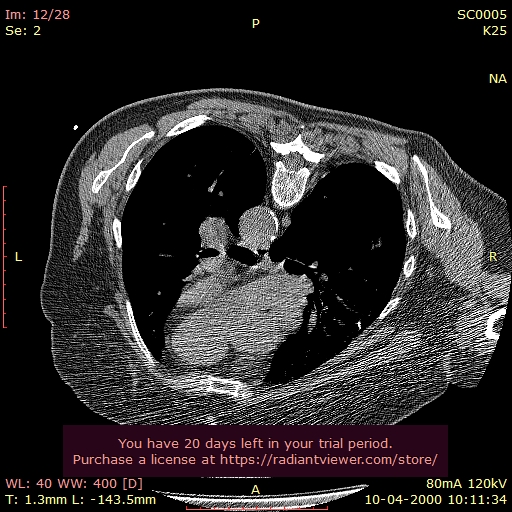 Im: 12/28
Se: 2
P
SC0005
K25
NA
L
R
You have 20 days left in your trial period.
Purchase a license at https://radiantviewer.com/store/
WL: 40 WW: 400 [D]
T: 1.3mm L: -143.5mm
A
80mA 120kV
10-04-2000 10:11:34